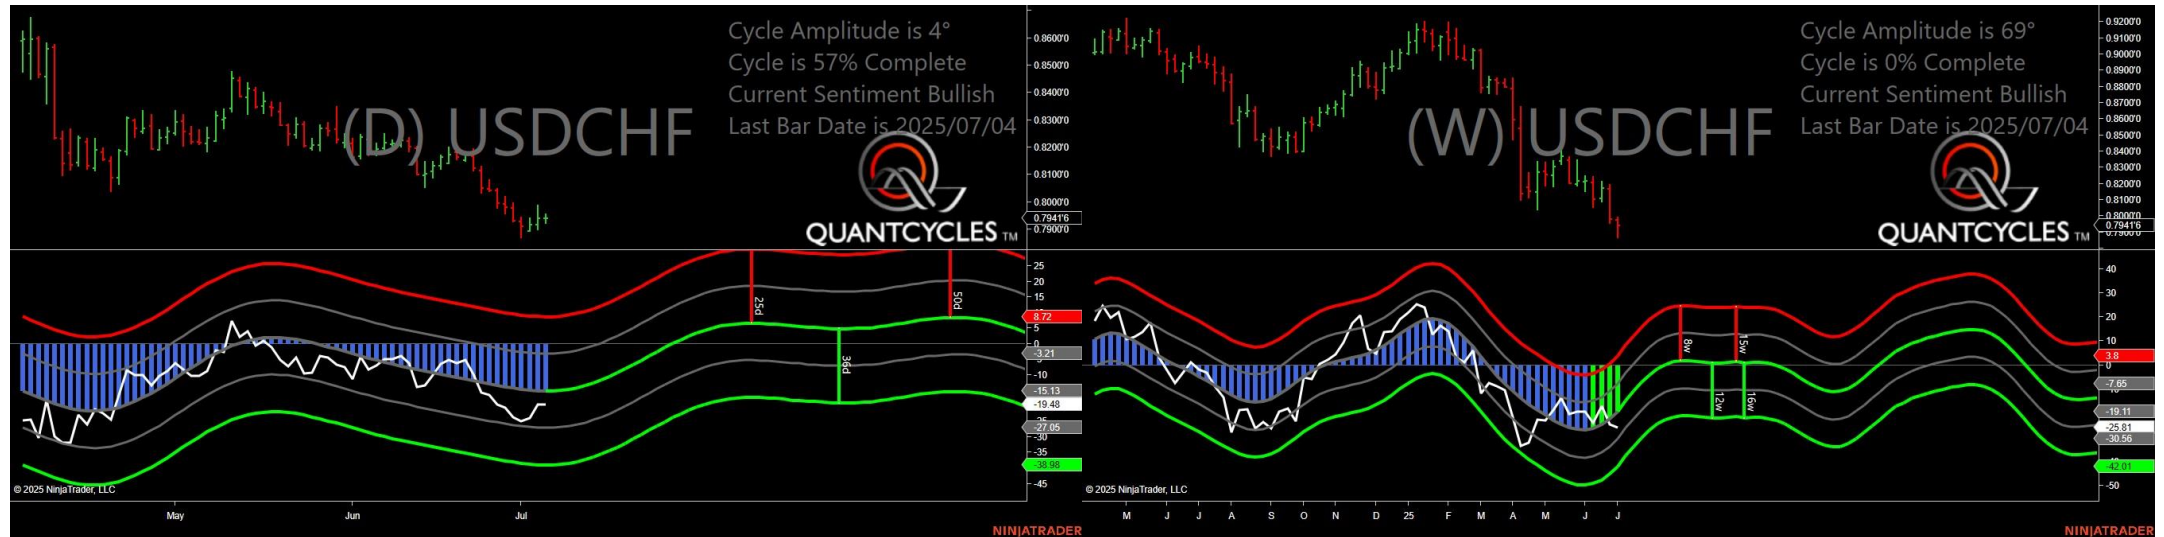 Cycle Amplitude is 4°
Cycle is 57% Complete
Current Sentiment Bullish
Last Bar Date is 2025/07/04
(D) USDCHF
QUANTCYCLES TM
0.8600'0
0.8500'0
0.8400'0
0.8300'0
0.8200'0
0.8100'0
0.8000'0
0.7941'6
0.7900'0
25
20
15
8.72
5
0
-3.21
-10
-15.13
-19.48
-27.05
-30
-35
-38.98
-45
25d
36d
50d
© 2025 NinjaTrader, LLC
May
Jun
Jul
NINJATRADER
Cycle Amplitude is 69°
Cycle is 0% Complete
Current Sentiment Bullish
Last Bar Date is 2025/07/04
(W) USDCHF
QUANTCYCLES TM
0.9200'0
0.9100'0
0.9000'0
0.8900'0
0.8800'0
0.8700'0
0.8600'0
0.8500'0
0.8400'0
0.8300'0
0.8200'0
0.8100'0
0.8000'0
0.7941'6
40
30
20
10
3.8
0
-7.65
-19.11
-25.81
-30.56
-42.01
-50
8w
12w
15w
16w
© 2025 NinjaTrader, LLC
M J J A S O N D 25 F M A M J J
NINJATRADER